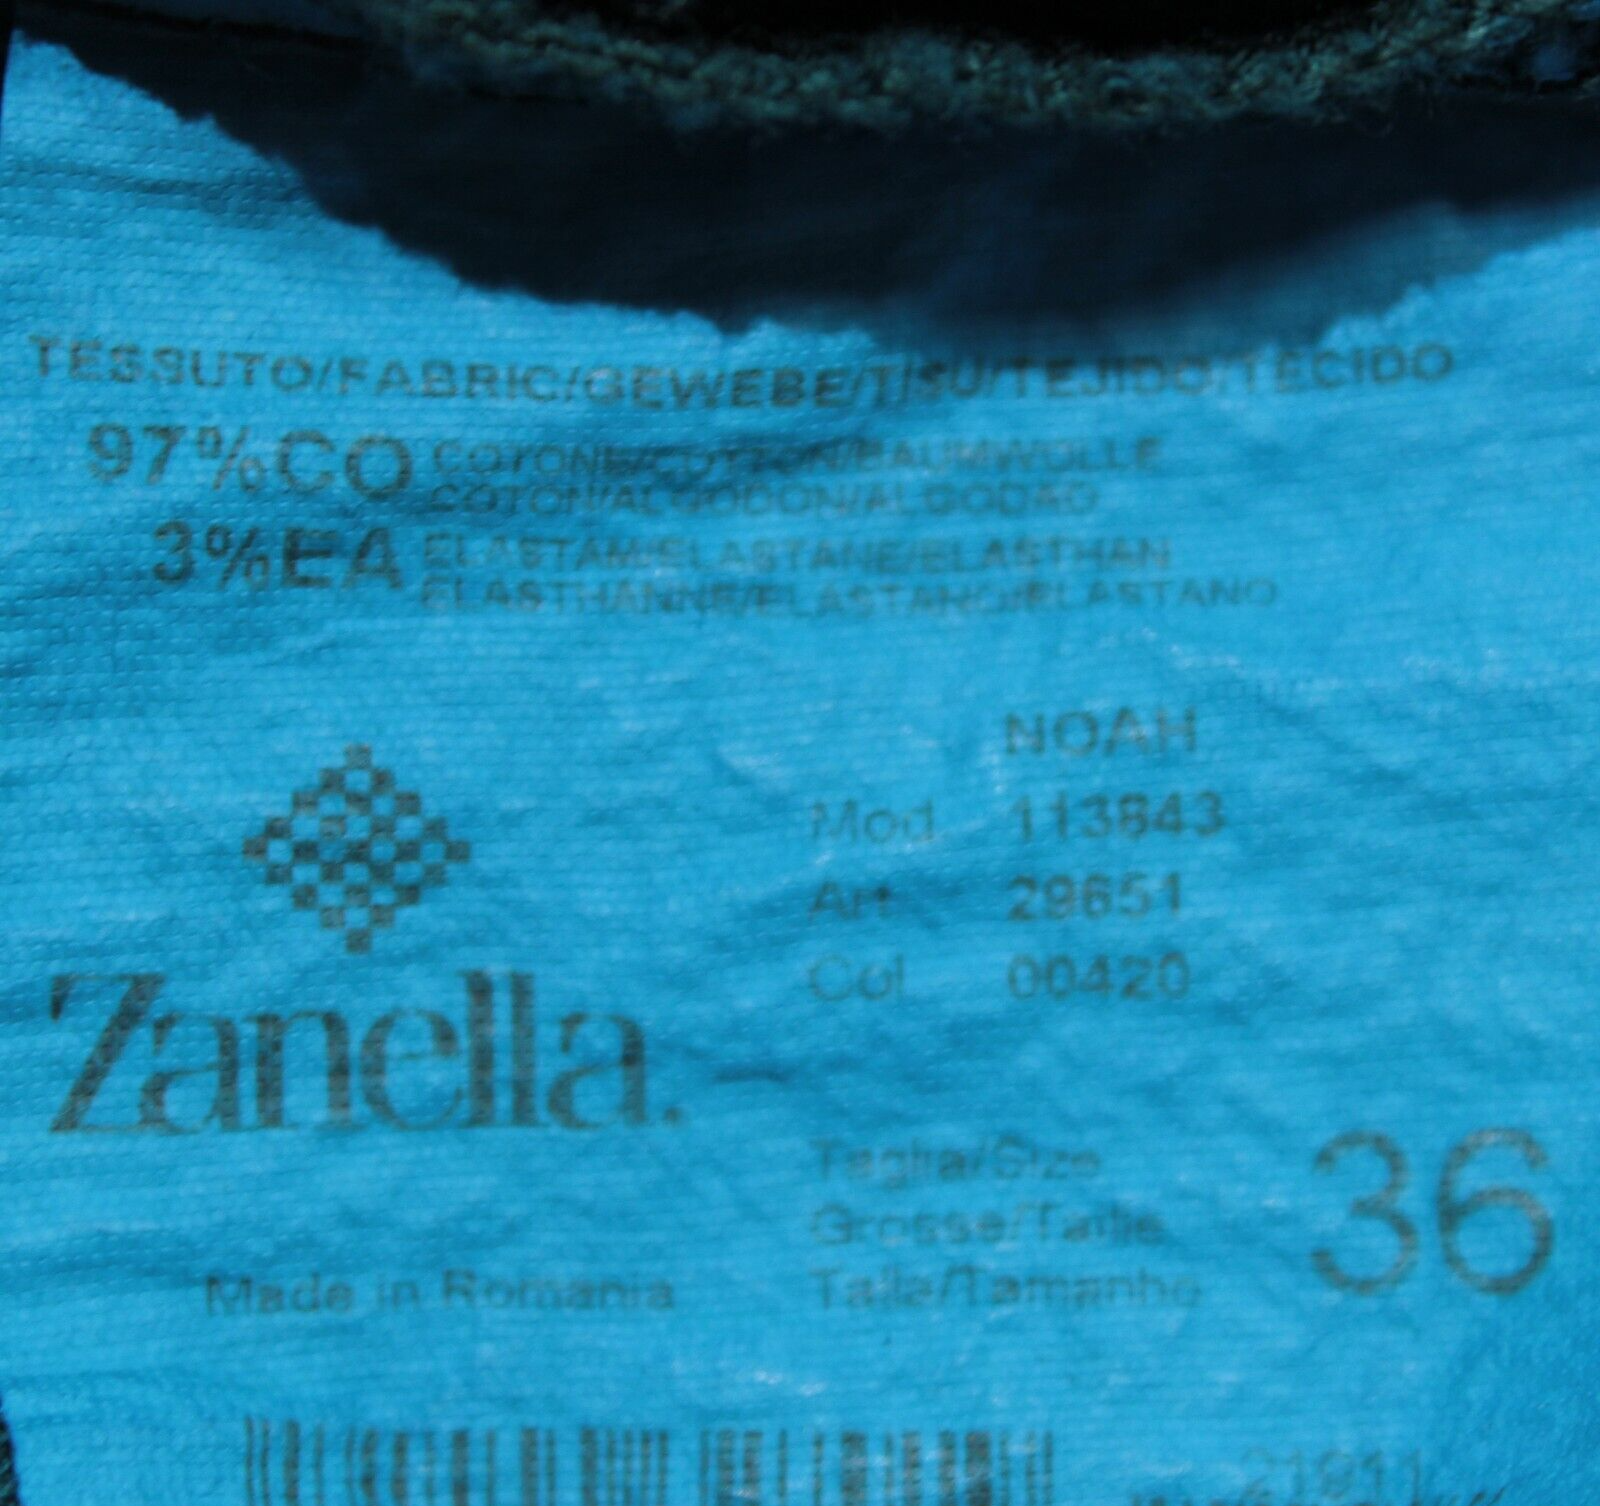 TESSUTO/FABRIC/GEWEBE/TISSU/TEJIDO/TECIDO
97%CO COTONE/COTTON/BAUMWOLLE
COTON/ALGODON/ALGODAO
3%EA ELASTAM/ELASTANE/ELASTHAN
ELASTHANNE/ELASTANO/ELASTANO
NOAH
Mod 113843
Art 29651
Col 00420
Zanella.
Taglia/Size
Grosse/Taille
Talla/Tamanho
36
Made in Romania